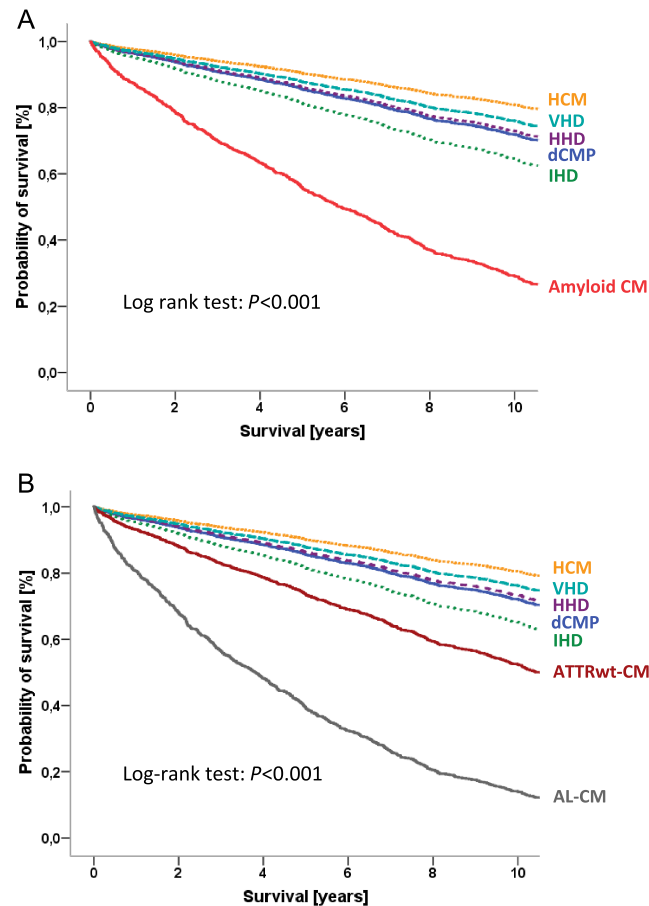 A
1,0
0,8
0,6
0,4
0,2
0,0
Probability of survival [%]
HCM
VHD
HHD
dCMP
IHD
Amyloid CM
Log rank test: P<0.001
0 2 4 6 8 10
Survival [years]
B
1,0
0,8
0,6
0,4
0,2
0,0
Probability of survival [%]
HCM
VHD
HHD
dCMP
IHD
ATTRwt-CM
Log-rank test: P<0.001
AL-CM
0 2 4 6 8 10
Survival [years]